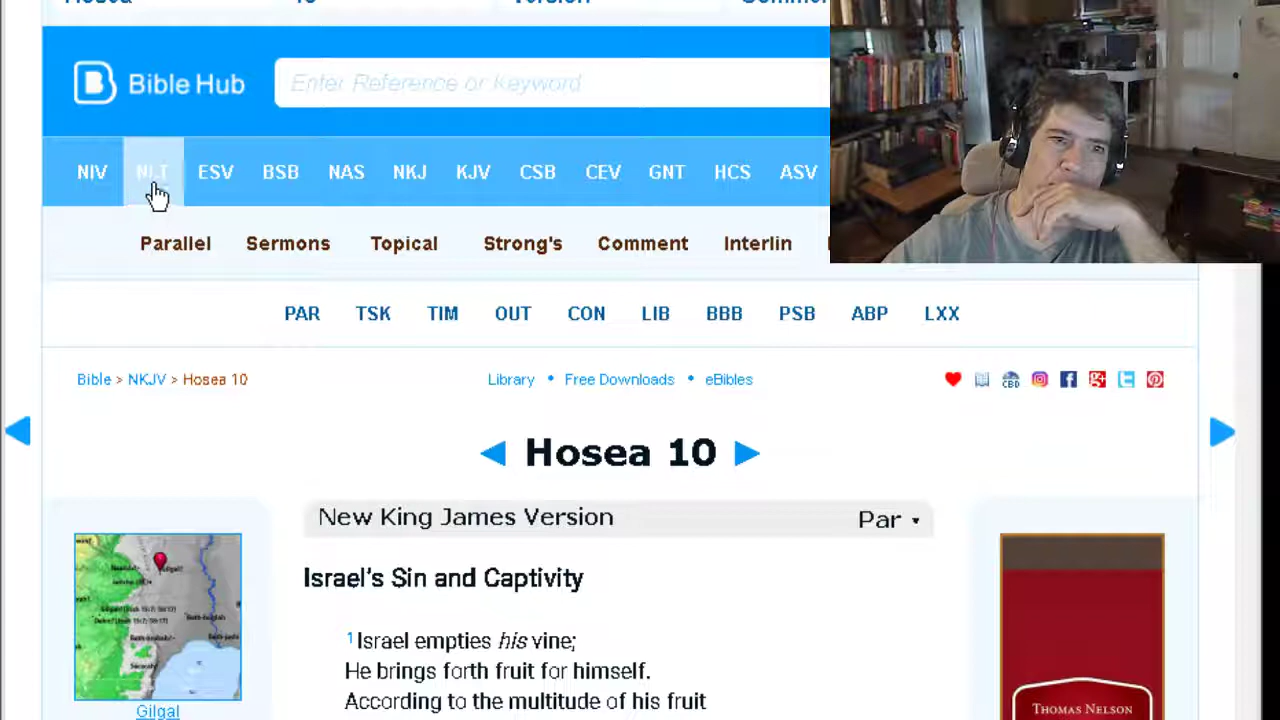 Bible Hub
Enter Reference or Keyword
NIV NLT ESV BSB NAS NKJ KJV CSB CEV GNT HCS ASV
Parallel Sermons Topical Strong's Comment Interlin
PAR TSK TIM OUT CON LIB BBB PSB ABP LXX
Bible > NKJV > Hosea 10
Library • Free Downloads • eBibles
CBD
◄ Hosea 10 ►
New King James Version
Par ▾
Israel's Sin and Captivity
1 Israel empties his vine;
He brings forth fruit for himself.
According to the multitude of his fruit
Gilgal
THOMAS NELSON